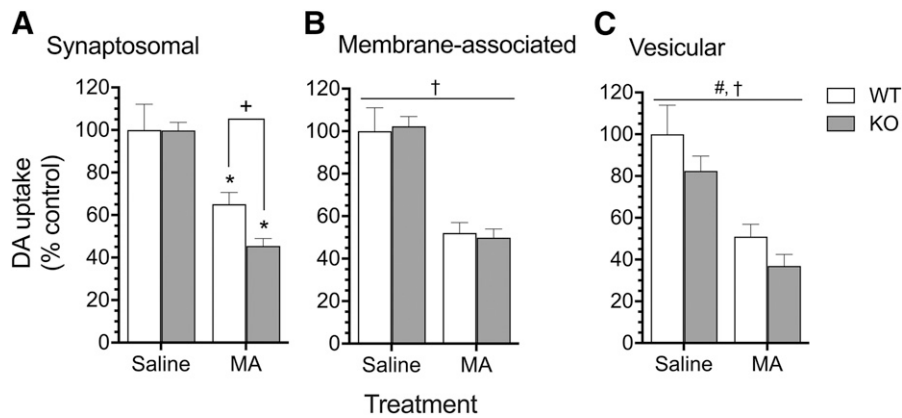 A Synaptosomal
B Membrane-associated
C Vesicular
DA uptake
(% control)
120
100
80
60
40
20
0
+
*
*
Saline MA
120
100
80
60
40
20
0
†
Saline MA
120
100
80
60
40
20
0
#, †
Saline MA
WT
KO
Treatment